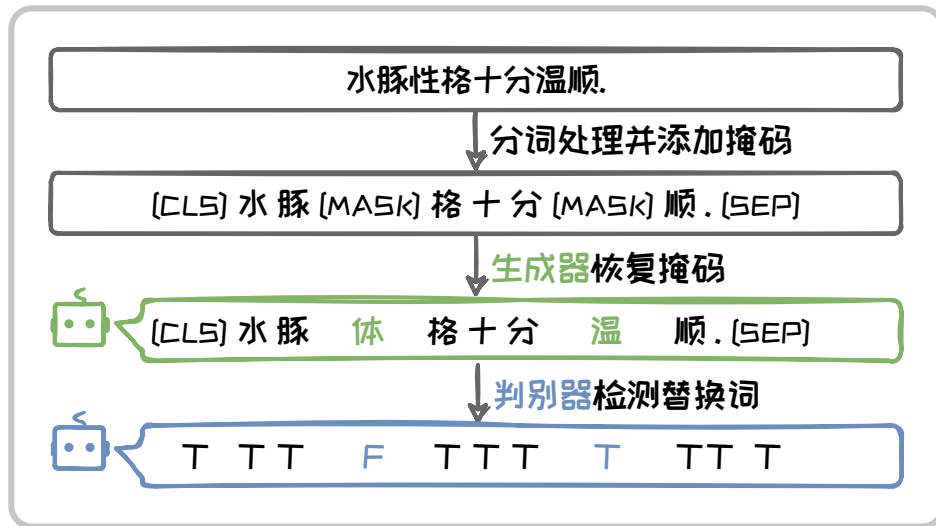 水豚性格十分温顺.
分词处理并添加掩码
[CLS] 水 豚 [MASK] 格 十 分 [MASK] 顺 . [SEP]
生成器恢复掩码
[CLS] 水 豚 体 格 十 分 温 顺 . [SEP]
判别器检测替换词
T T T F T T T T T T T